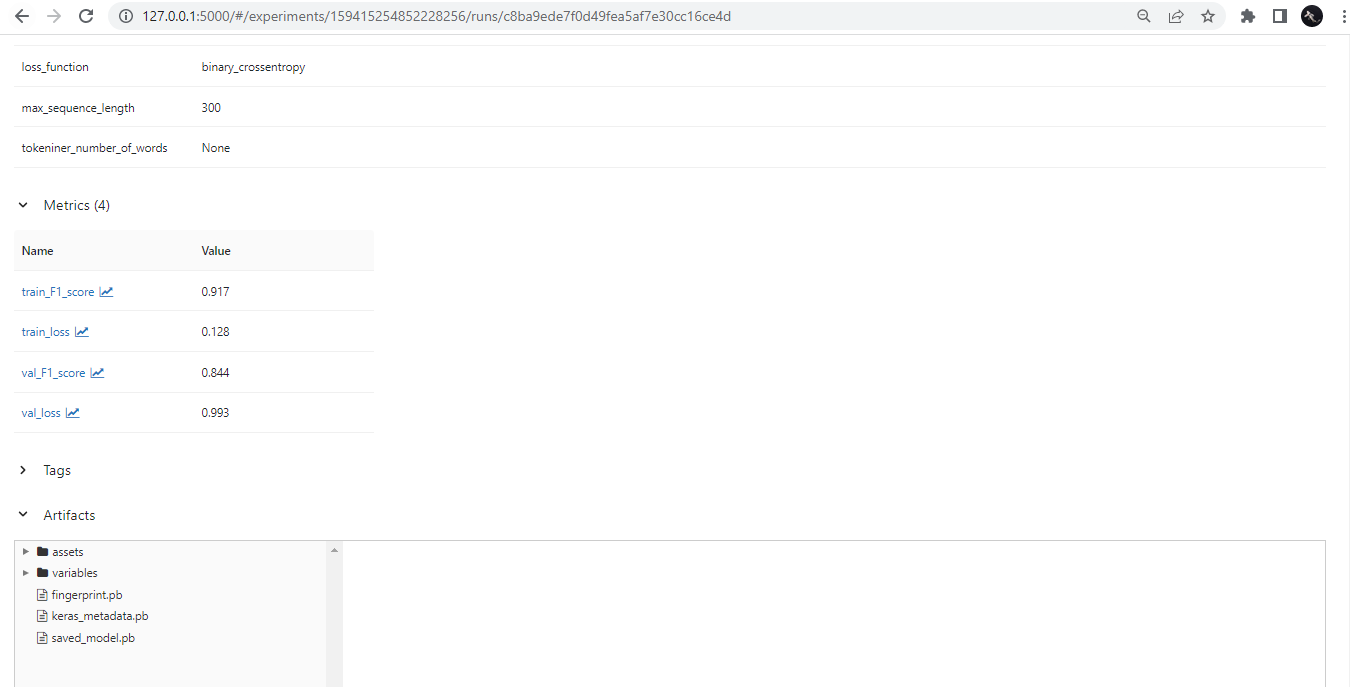 127.0.0.1:5000/#/experiments/159415254852228256/runs/c8ba9ede7f0d49fea5af7e30cc16ce4d
loss_function binary_crossentropy
max_sequence_length 300
tokeniner_number_of_words None
Metrics (4)
Name Value
train_F1_score 0.917
train_loss 0.128
val_F1_score 0.844
val_loss 0.993
Tags
Artifacts
assets
variables
fingerprint.pb
keras_metadata.pb
saved_model.pb